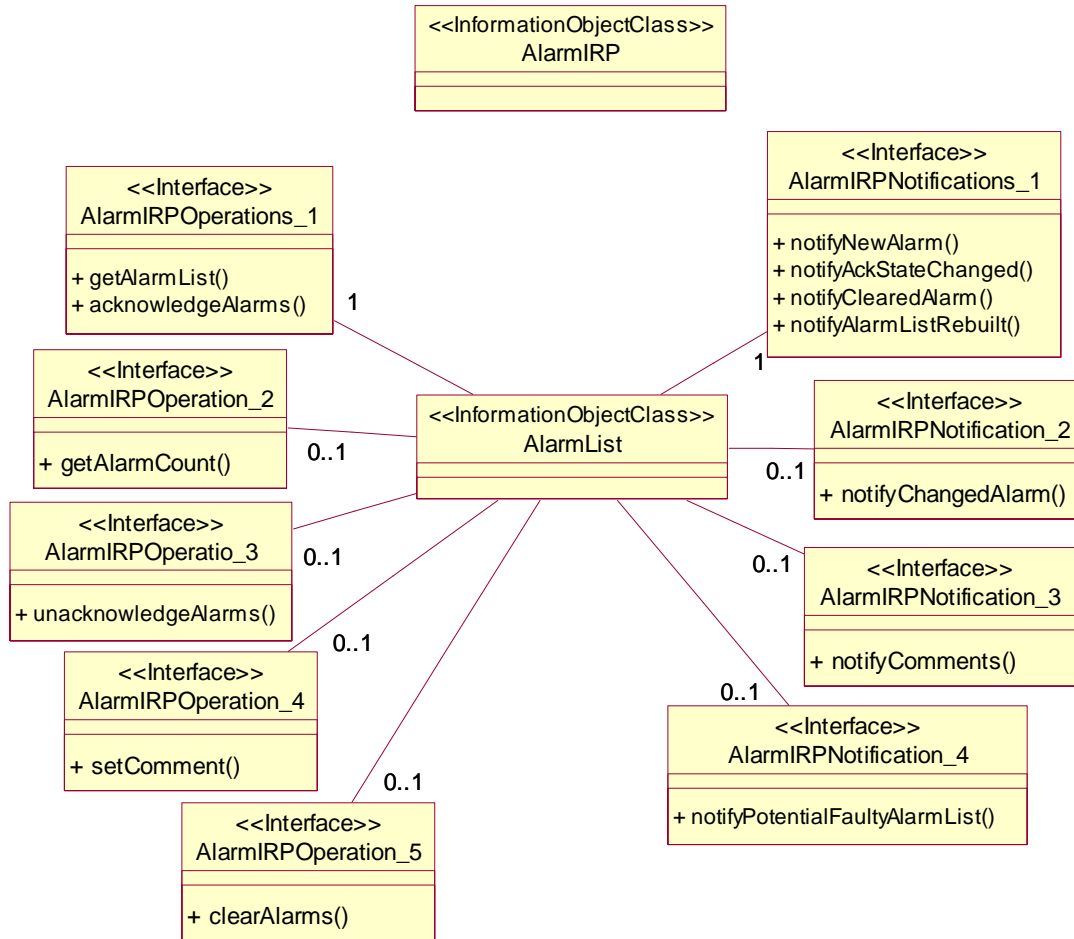 <<InformationObjectClass>>
AlarmIRP
<<Interface>>
AlarmIRPOperations_1
+ getAlarmList()
+ acknowledgeAlarms()
1
<<Interface>>
AlarmIRPNotifications_1
+ notifyNewAlarm()
+ notifyAckStateChanged()
+ notifyClearedAlarm()
+ notifyAlarmListRebuilt()
1
<<Interface>>
AlarmIRPOperation_2
+ getAlarmCount()
0..1
<<InformationObjectClass>>
AlarmList
<<Interface>>
AlarmIRPNotification_2
+ notifyChangedAlarm()
0..1
<<Interface>>
AlarmIRPOperatio_3
+ unacknowledgeAlarms()
0..1
<<Interface>>
AlarmIRPNotification_3
+ notifyComments()
0..1
<<Interface>>
AlarmIRPOperation_4
+ setComment()
0..1
<<Interface>>
AlarmIRPNotification_4
+ notifyPotentialFaultyAlarmList()
0..1
<<Interface>>
AlarmIRPOperation_5
+ clearAlarms()
0..1